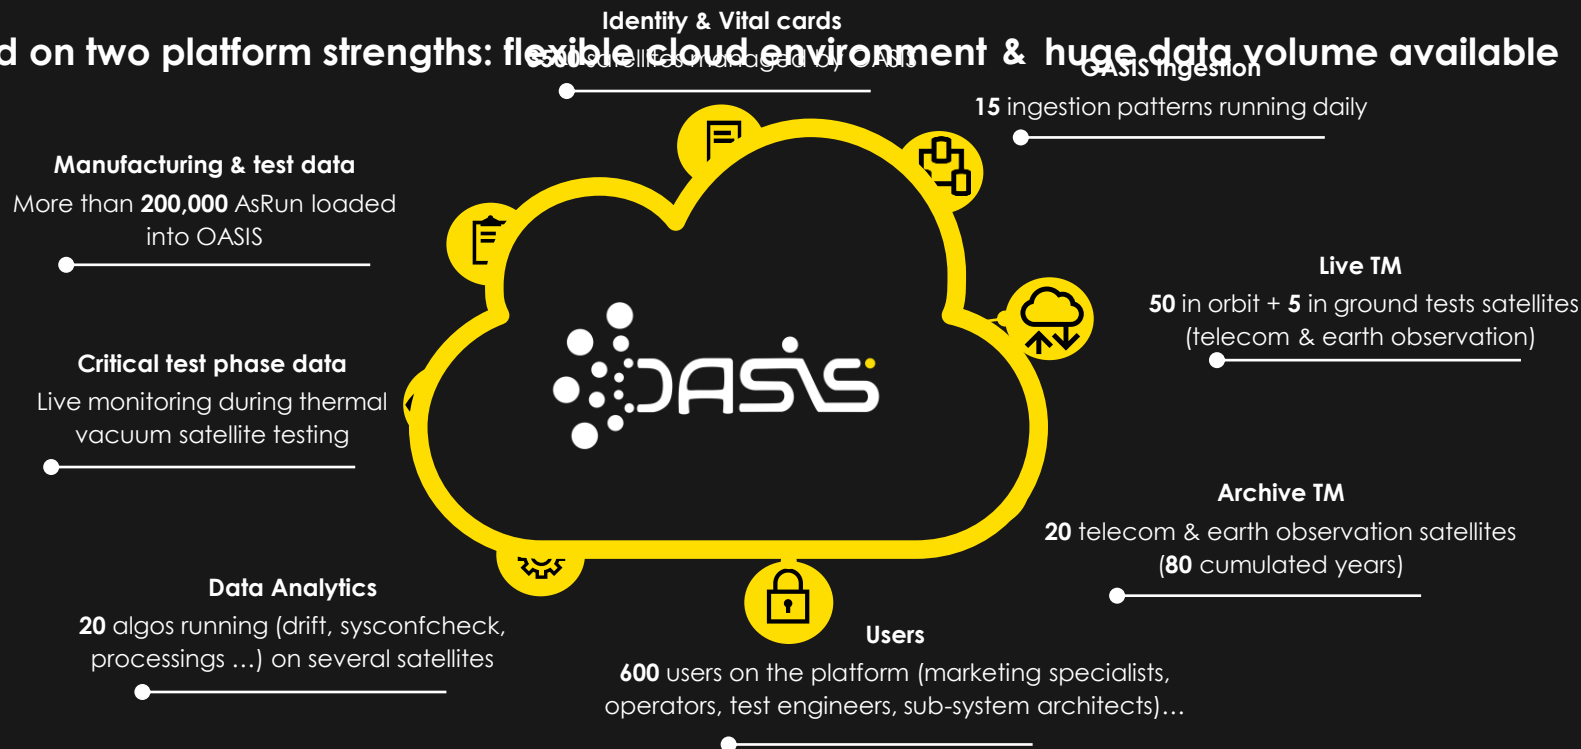 Identity & Vital cards
d on two platform strengths: flexible cloud environment & huge data volume available
satellites managed by OASIS
OASIS Ingestion
15 ingestion patterns running daily
Manufacturing & test data
More than 200,000 AsRun loaded
into OASIS
Live TM
50 in orbit + 5 in ground tests satellites
(telecom & earth observation)
Critical test phase data
Live monitoring during thermal
vacuum satellite testing
OASIS
Archive TM
20 telecom & earth observation satellites
(80 cumulated years)
Data Analytics
20 algos running (drift, sysconfcheck,
processings ...) on several satellites
Users
600 users on the platform (marketing specialists,
operators, test engineers, sub-system architects)...